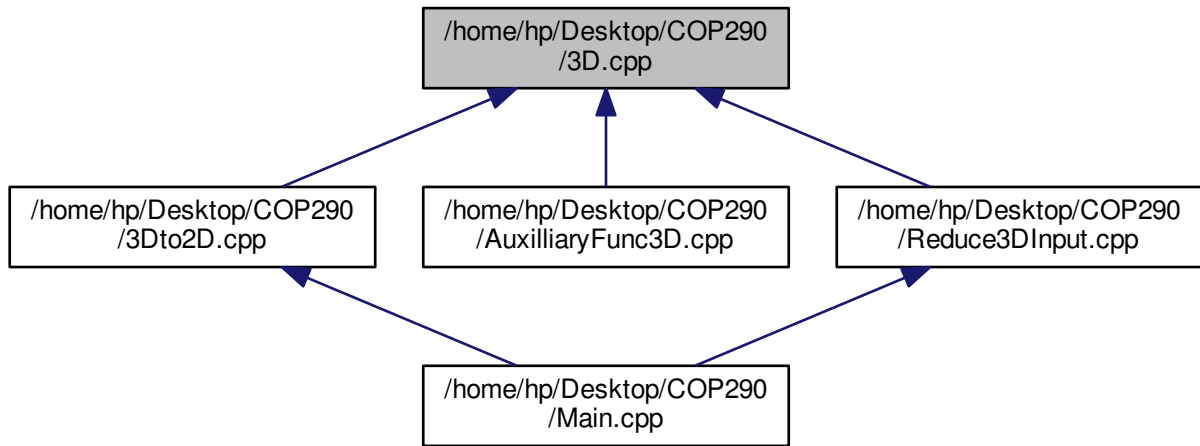 /home/hp/Desktop/COP290
/3D.cpp
/home/hp/Desktop/COP290
/3Dto2D.cpp
/home/hp/Desktop/COP290
/AuxilliaryFunc3D.cpp
/home/hp/Desktop/COP290
/Reduce3DInput.cpp
/home/hp/Desktop/COP290
/Main.cpp